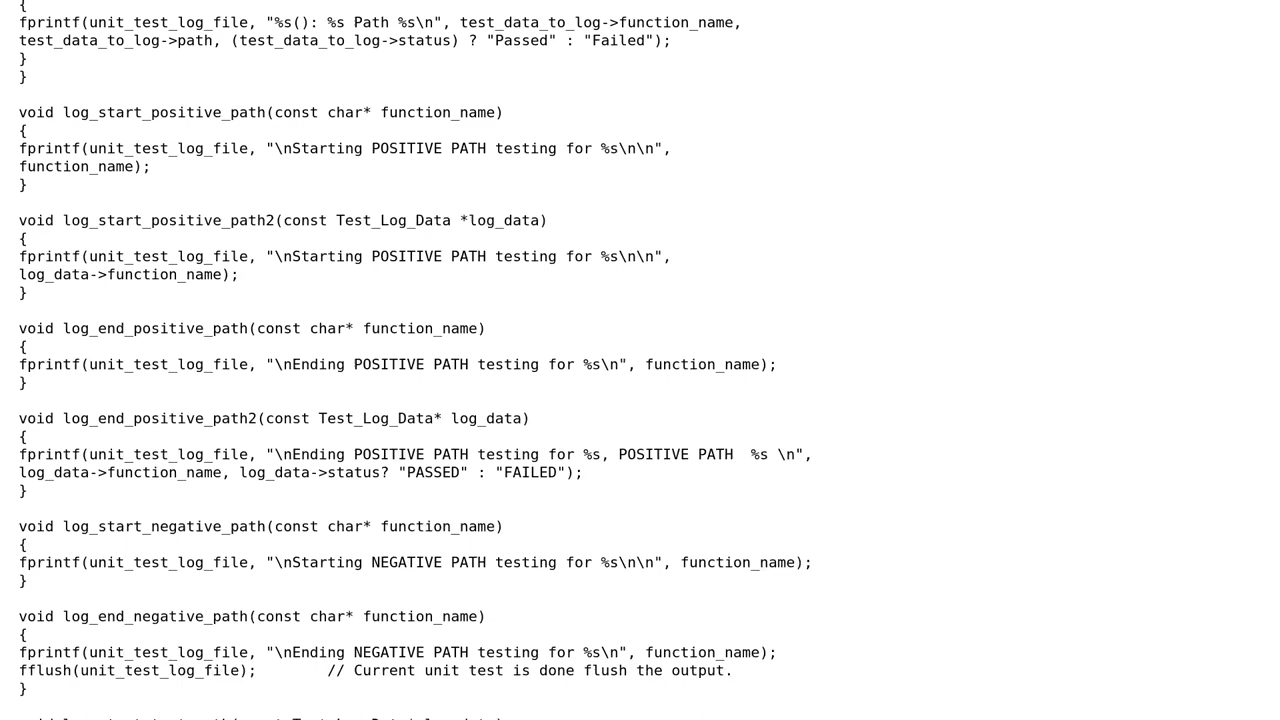 {
fprintf(unit_test_log_file, "%s(): %s Path %s\n", test_data_to_log->function_name,
test_data_to_log->path, (test_data_to_log->status) ? "Passed" : "Failed");
}
}
void log_start_positive_path(const char* function_name)
{
fprintf(unit_test_log_file, "\nStarting POSITIVE PATH testing for %s\n\n",
function_name);
}
void log_start_positive_path2(const Test_Log_Data *log_data)
{
fprintf(unit_test_log_file, "\nStarting POSITIVE PATH testing for %s\n\n",
log_data->function_name);
}
void log_end_positive_path(const char* function_name)
{
fprintf(unit_test_log_file, "\nEnding POSITIVE PATH testing for %s\n", function_name);
}
void log_end_positive_path2(const Test_Log_Data* log_data)
{
fprintf(unit_test_log_file, "\nEnding POSITIVE PATH testing for %s, POSITIVE PATH  %s \n",
log_data->function_name, log_data->status? "PASSED" : "FAILED");
}
void log_start_negative_path(const char* function_name)
{
fprintf(unit_test_log_file, "\nStarting NEGATIVE PATH testing for %s\n\n", function_name);
}
void log_end_negative_path(const char* function_name)
{
fprintf(unit_test_log_file, "\nEnding NEGATIVE PATH testing for %s\n", function_name);
fflush(unit_test_log_file);        // Current unit test is done flush the output.
}